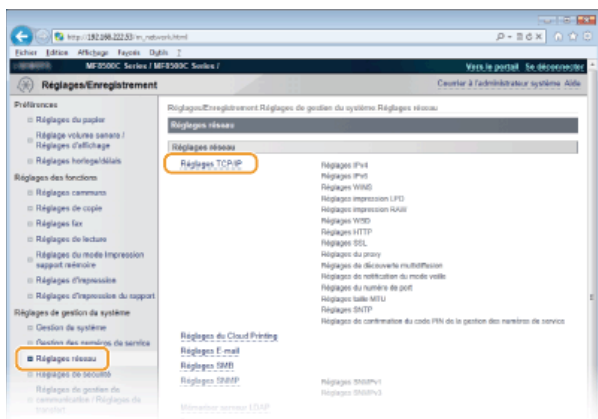 http://192.168.222.53/m_network.html
Fichier Edition Affichage Favoris Outils ?
MF8500C Series / MF8500C Series /
Vers le portail Se déconnecter
Réglages/Enregistrement
Courrier à l'administrateur système Aide
Préférences
Réglages du papier
Réglage volume sonore /
Réglages d'affichage
Réglages horloge/délais
Réglages des fonctions
Réglages communs
Réglages de copie
Réglages fax
Réglages de lecture
Réglages du mode Impression
support mémoire
Réglages d'impression
Réglages d'impression du rapport
Réglages de gestion du système
Gestion de système
Gestion des numéros de service
Réglages réseau
Réglages de sécurité
Réglages de gestion de
communication / Réglages de
transfert
Réglages/Enregistrement:Réglages de gestion du système:Réglages réseau
Réglages réseau
Réglages réseau
Réglages TCP/IP
Réglages IPv4
Réglages IPv6
Réglages WINS
Réglages impression LPD
Réglages impression RAW
Réglages WSD
Réglages HTTP
Réglages SSL
Réglages du proxy
Réglages de découverte multidiffusion
Réglages de notification du mode veille
Réglages du numéro de port
Réglages taille MTU
Réglages SNTP
Réglages de confirmation du code PIN de la gestion des numéros de service
Réglages du Cloud Printing
Réglages E-mail
Réglages SMB
Réglages SNMP
Réglages SNMPv1
Réglages SNMPv3
Mémoriser serveur LDAP